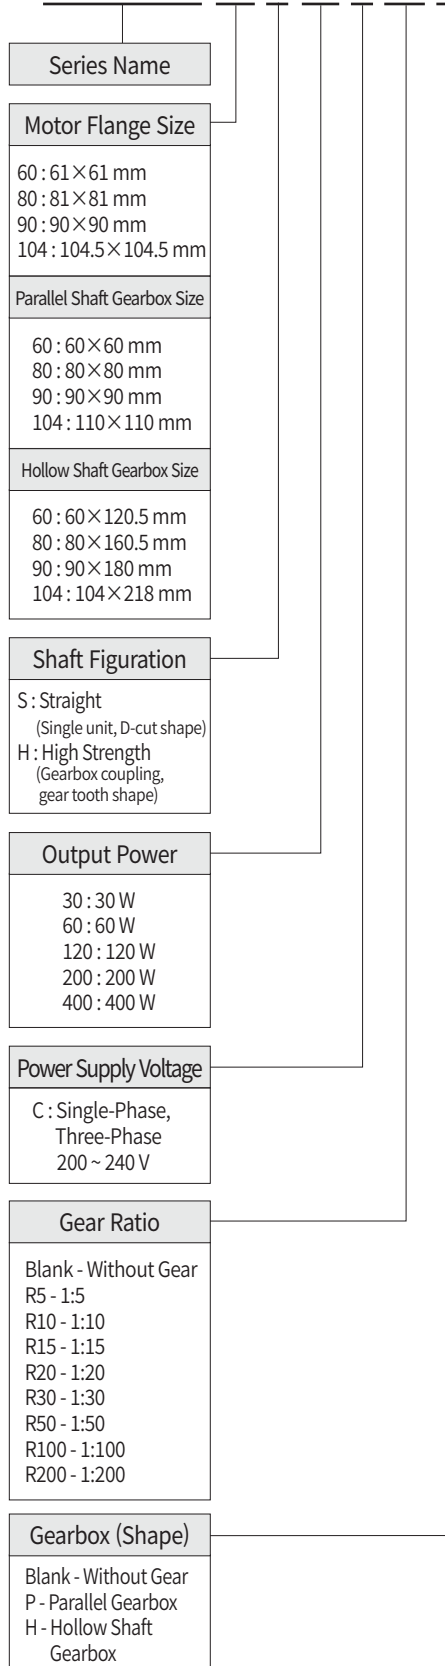 Series Name
Motor Flange Size
60 : 61×61 mm
80 : 81×81 mm
90 : 90×90 mm
104 : 104.5×104.5 mm
Parallel Shaft Gearbox Size
60 : 60×60 mm
80 : 80×80 mm
90 : 90×90 mm
104 : 110×110 mm
Hollow Shaft Gearbox Size
60 : 60×120.5 mm
80 : 80×160.5 mm
90 : 90×180 mm
104 : 104×218 mm
Shaft Figuration
S : Straight
(Single unit, D-cut shape)
H : High Strength
(Gearbox coupling,
gear tooth shape)
Output Power
30 : 30 W
60 : 60 W
120 : 120 W
200 : 200 W
400 : 400 W
Power Supply Voltage
C : Single-Phase,
Three-Phase
200 ~ 240 V
Gear Ratio
Blank - Without Gear
R5 - 1:5
R10 - 1:10
R15 - 1:15
R20 - 1:20
R30 - 1:30
R50 - 1:50
R100 - 1:100
R200 - 1:200
Gearbox (Shape)
Blank - Without Gear
P - Parallel Gearbox
H - Hollow Shaft
Gearbox